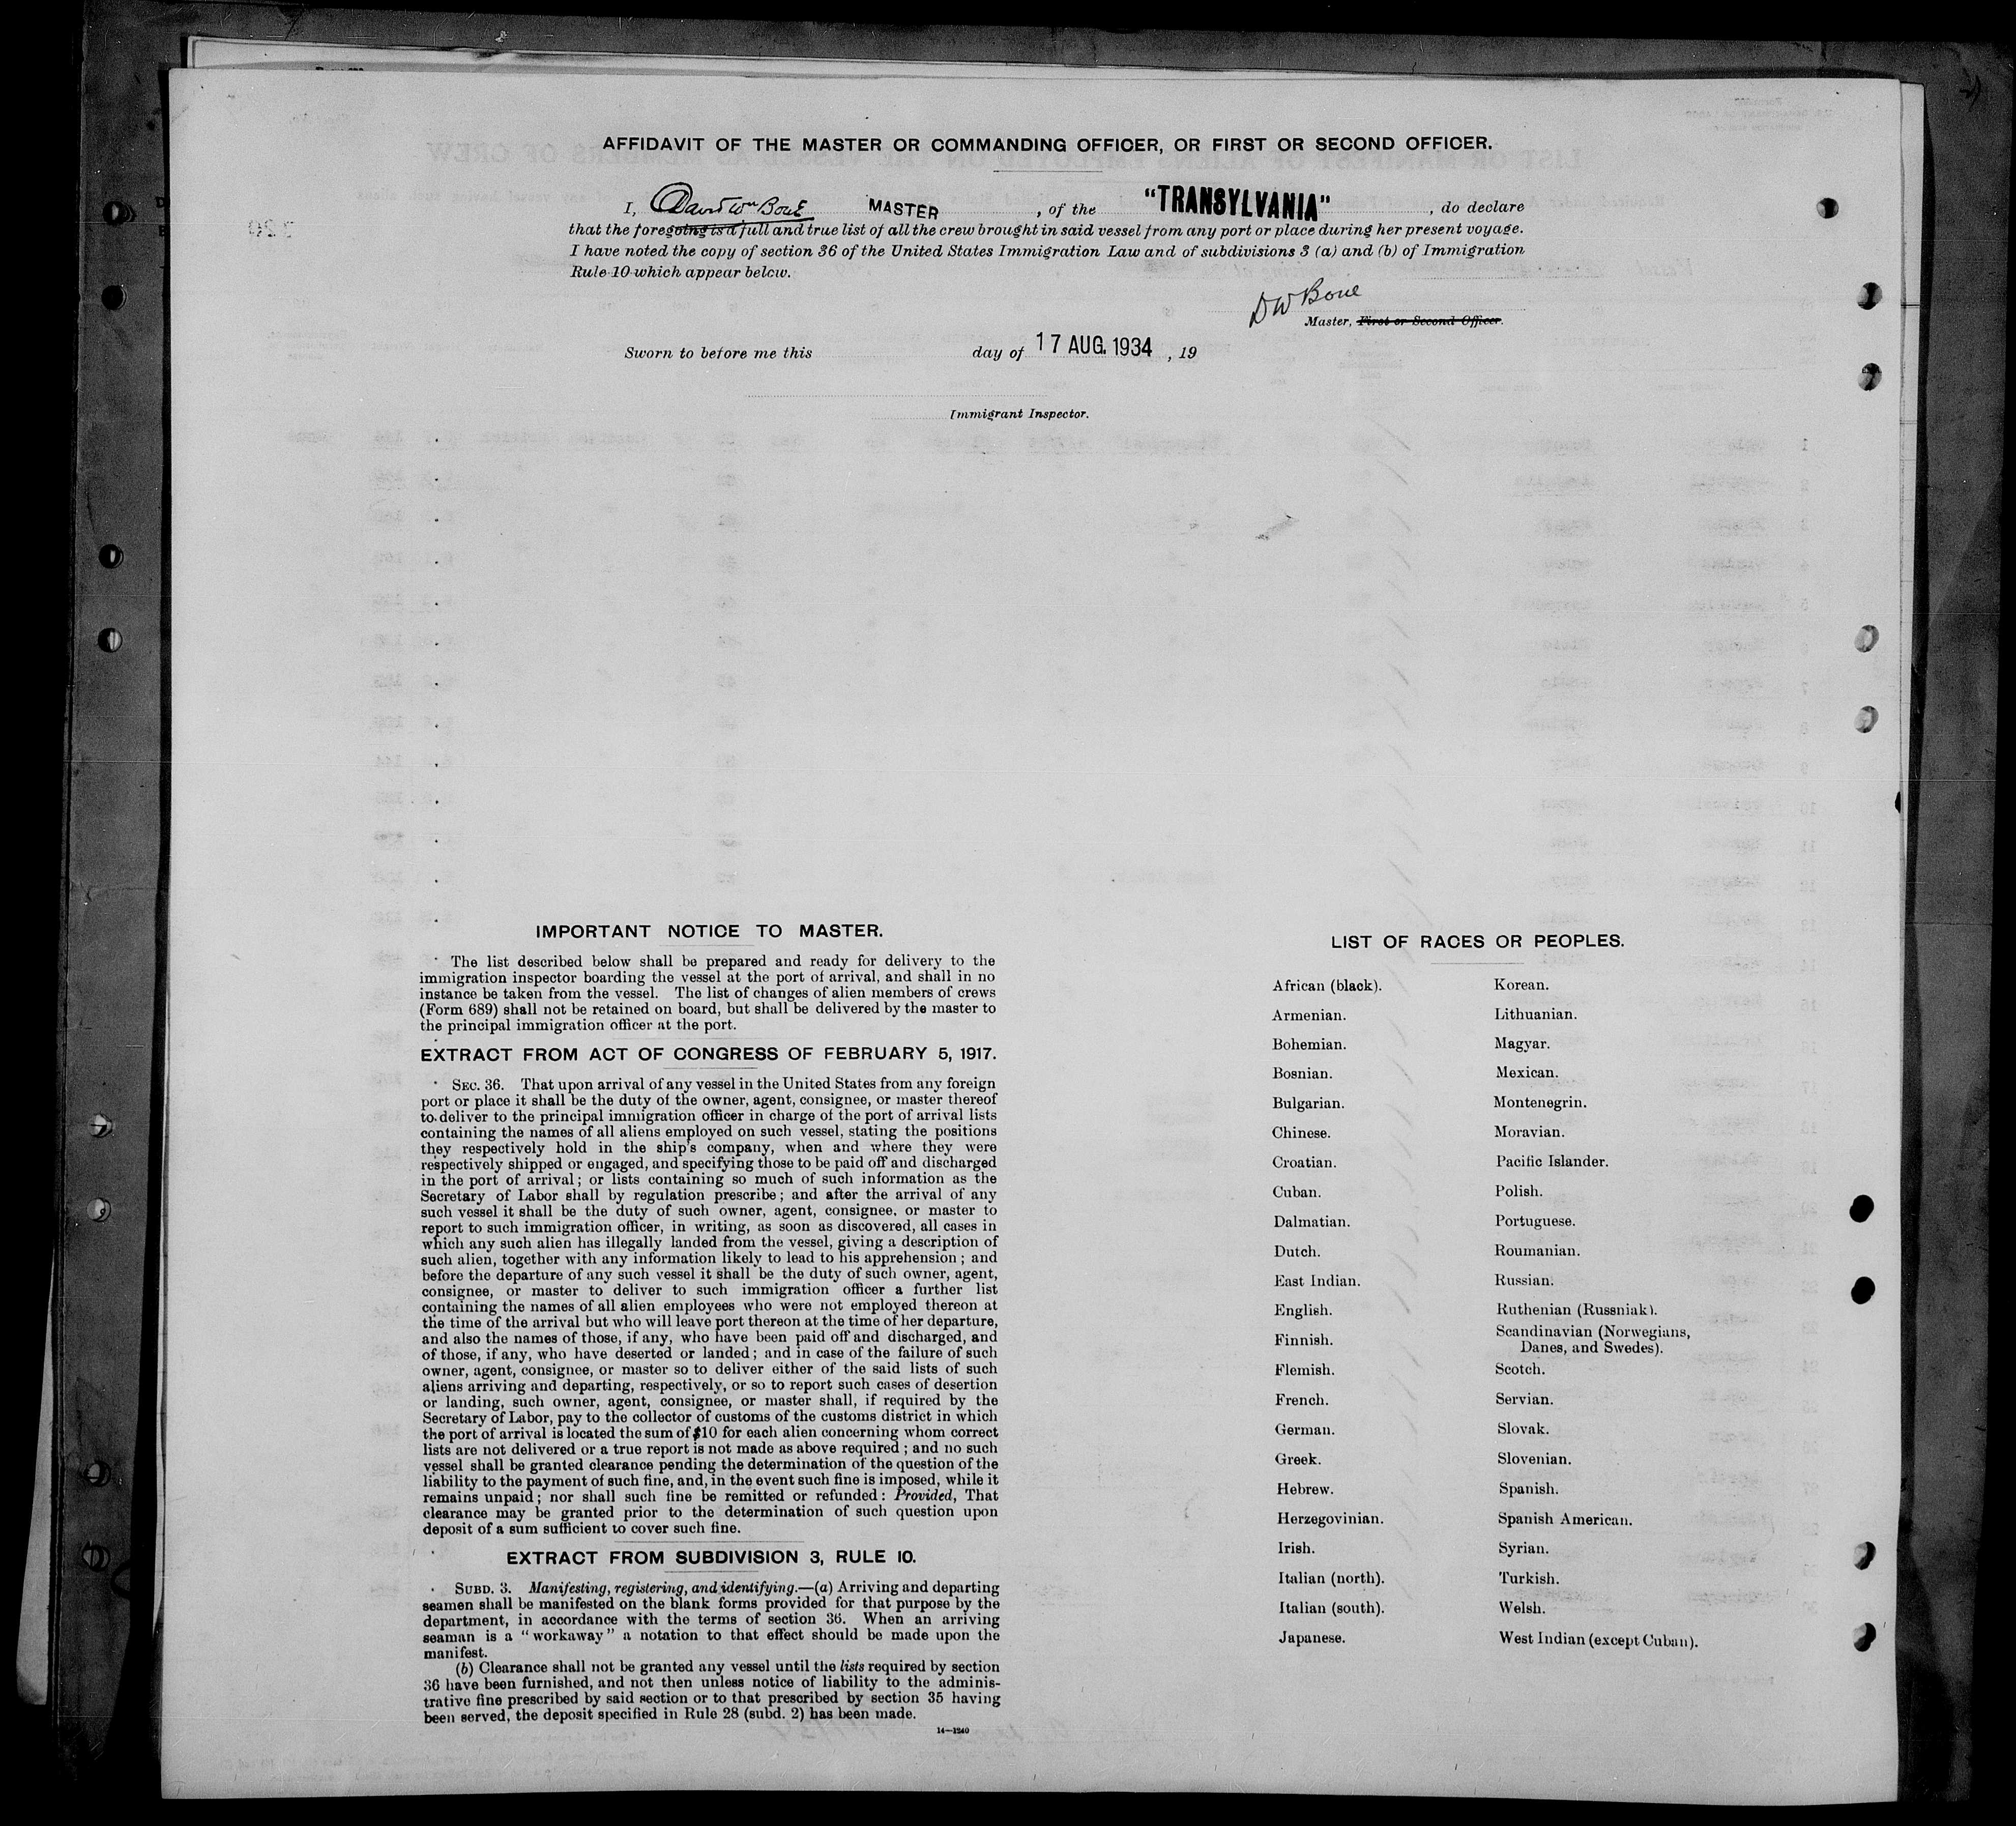 AFFIDAVIT OF THE MASTER OR COMMANDING OFFICER, OR FIRST OR SECOND OFFICER.
I, David Wm Bone MASTER, of the "TRANSYLVANIA", do declare
that the foregoing is a full and true list of all the crew brought in said vessel from any port or place during her present voyage.
I have noted the copy of section 36 of the United States Immigration Law and of subdivisions 3 (a) and (b) of Immigration
Rule 10 which appear below.
DW Bone
Master, First or Second Officer.
Sworn to before me this day of 17 AUG. 1934, 19
Immigrant Inspector.
IMPORTANT NOTICE TO MASTER.
The list described below shall be prepared and ready for delivery to the
immigration inspector boarding the vessel at the port of arrival, and shall in no
instance be taken from the vessel. The list of changes of alien members of crews
(Form 689) shall not be retained on board, but shall be delivered by the master to
the principal immigration officer at the port.
EXTRACT FROM ACT OF CONGRESS OF FEBRUARY 5, 1917.
SEC. 36. That upon arrival of any vessel in the United States from any foreign
port or place it shall be the duty of the owner, agent, consignee, or master thereof
to deliver to the principal immigration officer in charge of the port of arrival lists
containing the names of all aliens employed on such vessel, stating the positions
they respectively hold in the ship's company, when and where they were
respectively shipped or engaged, and specifying those to be paid off and discharged
in the port of arrival; or lists containing so much of such information as the
Secretary of Labor shall by regulation prescribe; and after the arrival of any
such vessel it shall be the duty of such owner, agent, consignee, or master to
report to such immigration officer, in writing, as soon as discovered, all cases in
which any such alien has illegally landed from the vessel, giving a description of
such alien, together with any information likely to lead to his apprehension; and
before the departure of any such vessel it shall be the duty of such owner, agent,
consignee, or master to deliver to such immigration officer a further list
containing the names of all alien employees who were not employed thereon at
the time of the arrival but who will leave port thereon at the time of her departure,
and also the names of those, if any, who have been paid off and discharged, and
of those, if any, who have deserted or landed; and in case of the failure of such
owner, agent, consignee, or master so to deliver either of the said lists of such
aliens arriving and departing, respectively, or so to report such cases of desertion
or landing, such owner, agent, consignee, or master shall, if required by the
Secretary of Labor, pay to the collector of customs of the customs district in which
the port of arrival is located the sum of $10 for each alien concerning whom correct
lists are not delivered or a true report is not made as above required; and no such
vessel shall be granted clearance pending the determination of the question of the
liability to the payment of such fine, and, in the event such fine is imposed, while it
remains unpaid; nor shall such fine be remitted or refunded: Provided, That
clearance may be granted prior to the determination of such question upon
deposit of a sum sufficient to cover such fine.
EXTRACT FROM SUBDIVISION 3, RULE 10.
SUBD. 3. Manifesting, registering, and identifying.—(a) Arriving and departing
seamen shall be manifested on the blank forms provided for that purpose by the
department, in accordance with the terms of section 36. When an arriving
seaman is a "workaway" a notation to that effect should be made upon the
manifest.
(b) Clearance shall not be granted any vessel until the lists required by section
36 have been furnished, and not then unless notice of liability to the adminis-
trative fine prescribed by said section or to that prescribed by section 35 having
been served, the deposit specified in Rule 28 (subd. 2) has been made.
14—1240
LIST OF RACES OR PEOPLES.
African (black).
Armenian.
Bohemian.
Bosnian.
Bulgarian.
Chinese.
Croatian.
Cuban.
Dalmatian.
Dutch.
East Indian.
English.
Finnish.
Flemish.
French.
German.
Greek.
Hebrew.
Herzegovinian.
Irish.
Italian (north).
Italian (south).
Japanese.
Korean.
Lithuanian.
Magyar.
Mexican.
Montenegrin.
Moravian.
Pacific Islander.
Polish.
Portuguese.
Roumanian.
Russian.
Ruthenian (Russniak).
Scandinavian (Norwegians,
Danes, and Swedes).
Scotch.
Servian.
Slovak.
Slovenian.
Spanish.
Spanish American.
Syrian.
Turkish.
Welsh.
West Indian (except Cuban).